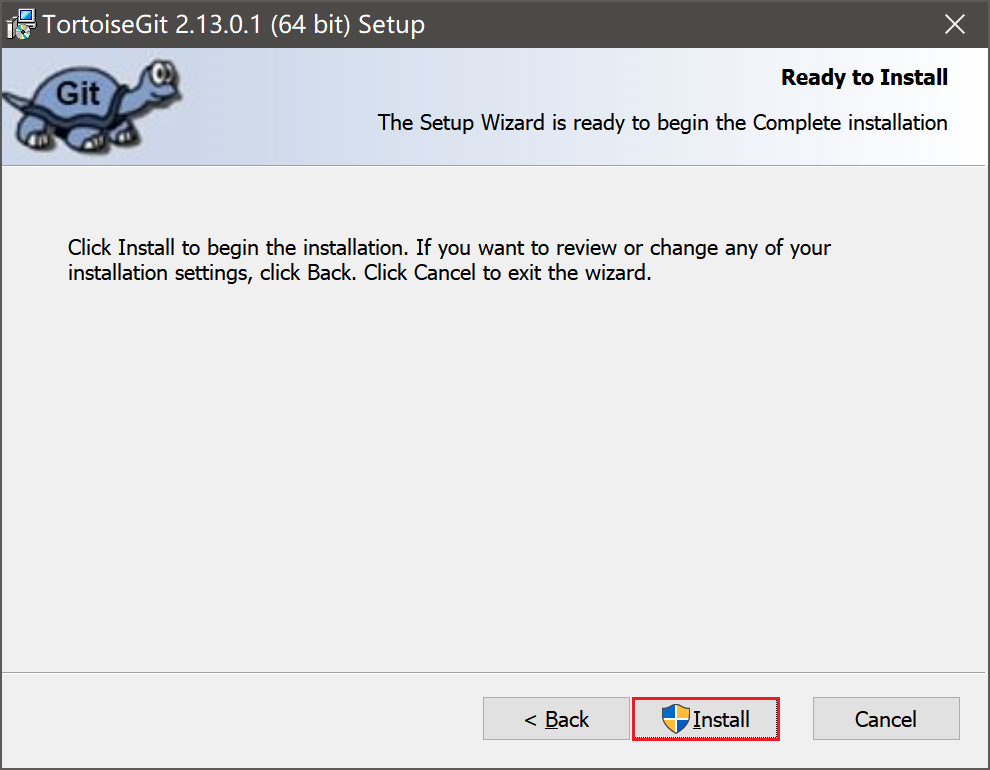 TortoiseGit 2.13.0.1 (64 bit) Setup
Git
Ready to Install
The Setup Wizard is ready to begin the Complete installation
Click Install to begin the installation. If you want to review or change any of your
installation settings, click Back. Click Cancel to exit the wizard.
< Back
Install
Cancel